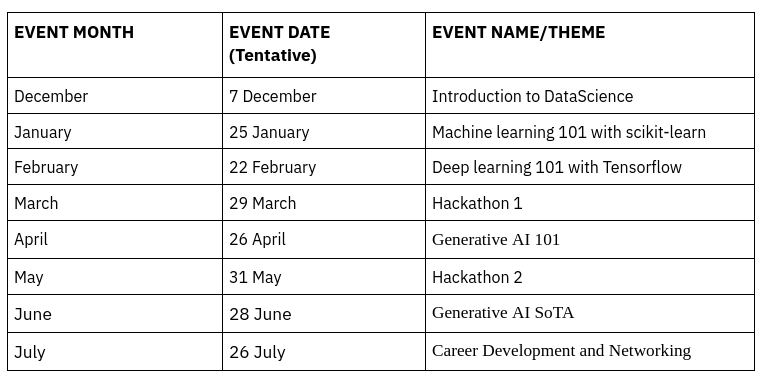 EVENT MONTH EVENT DATE EVENT NAME/THEME
(Tentative)
December 7 December Introduction to DataScience
January 25 January Machine learning 101 with scikit-learn
February 22 February Deep learning 101 with Tensorflow
March 29 March Hackathon 1
April 26 April Generative AI 101
May 31 May Hackathon 2
June 28 June Generative AI SoTA
July 26 July Career Development and Networking